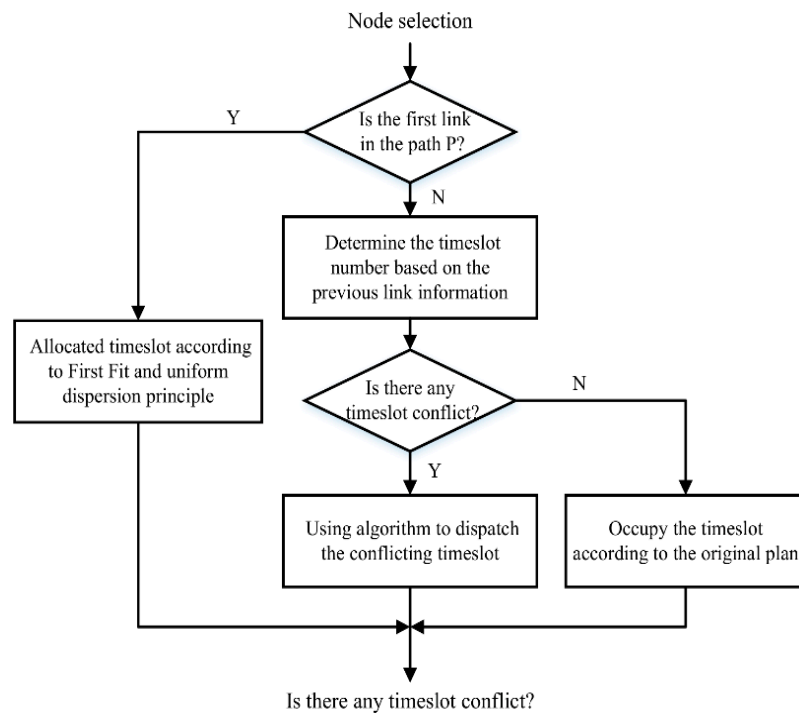 Node selection
Is the first link
in the path P?
Y
N
Determine the timeslot
number based on the
previous link information
Allocated timeslot according
to First Fit and uniform
dispersion principle
Is there any
timeslot conflict?
N
Y
Using algorithm to dispatch
the conflicting timeslot
Occupy the timeslot
according to the original plan
Is there any timeslot conflict?